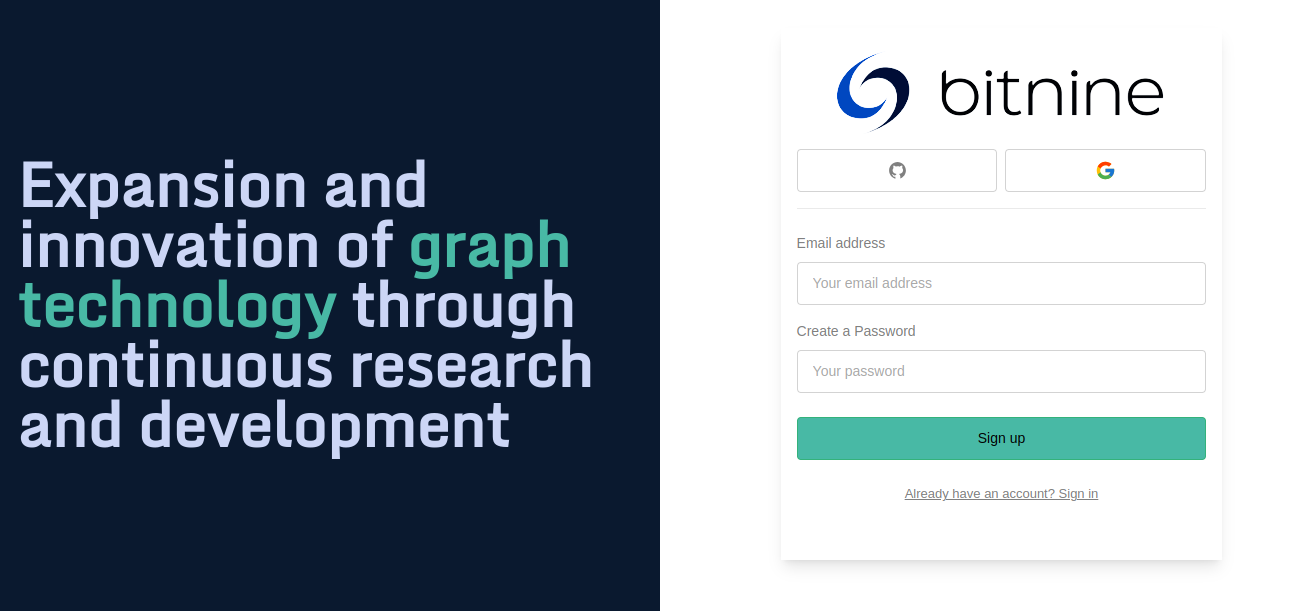 Expansion and
innovation of graph
technology through
continuous research
and development
bitnine
Email address
Your email address
Create a Password
Your password
Sign up
Already have an account? Sign in